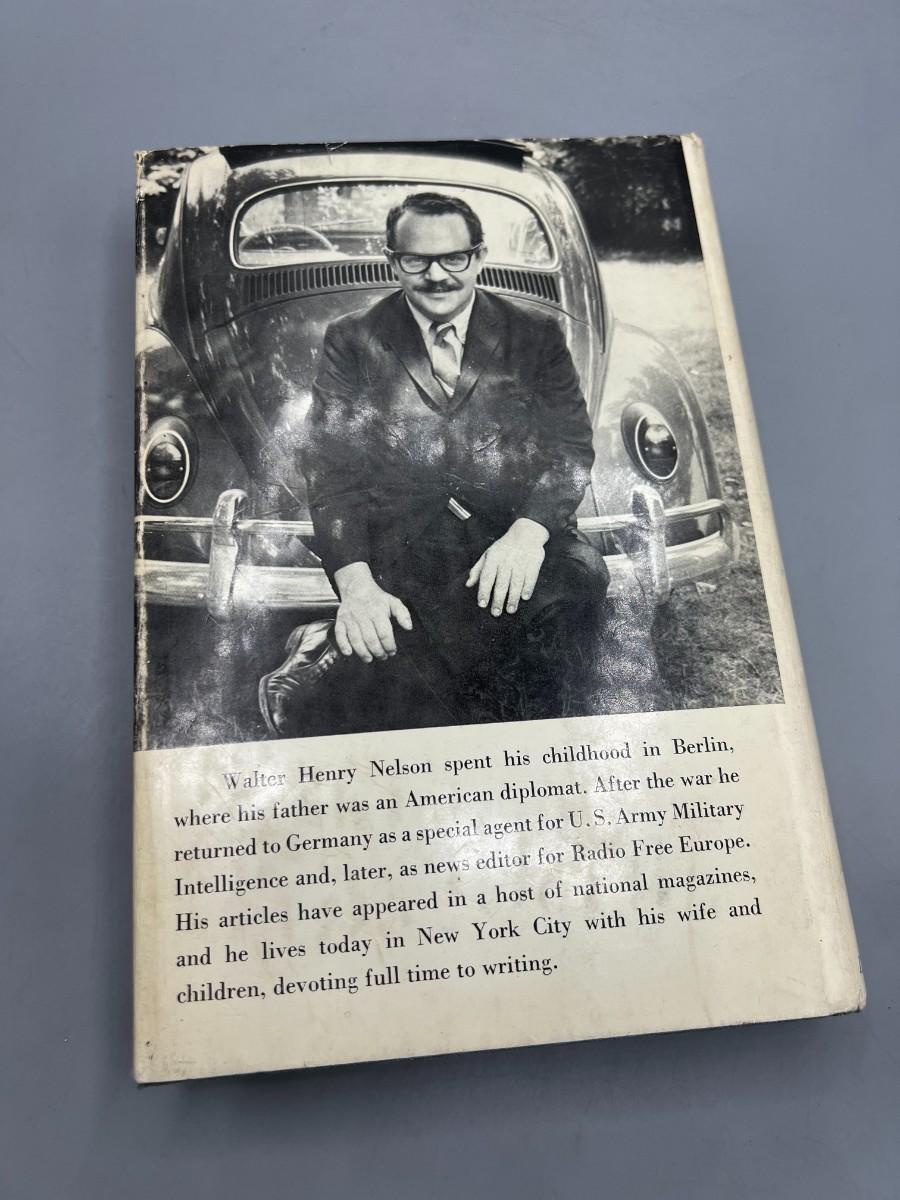 Walter Henry Nelson spent his childhood in Berlin,
where his father was an American diplomat. After the war he
returned to Germany as a special agent for U.S. Army Military
Intelligence and, later, as news editor for Radio Free Europe.
His articles have appeared in a host of national magazines,
and he lives today in New York City with his wife and
children, devoting full time to writing.